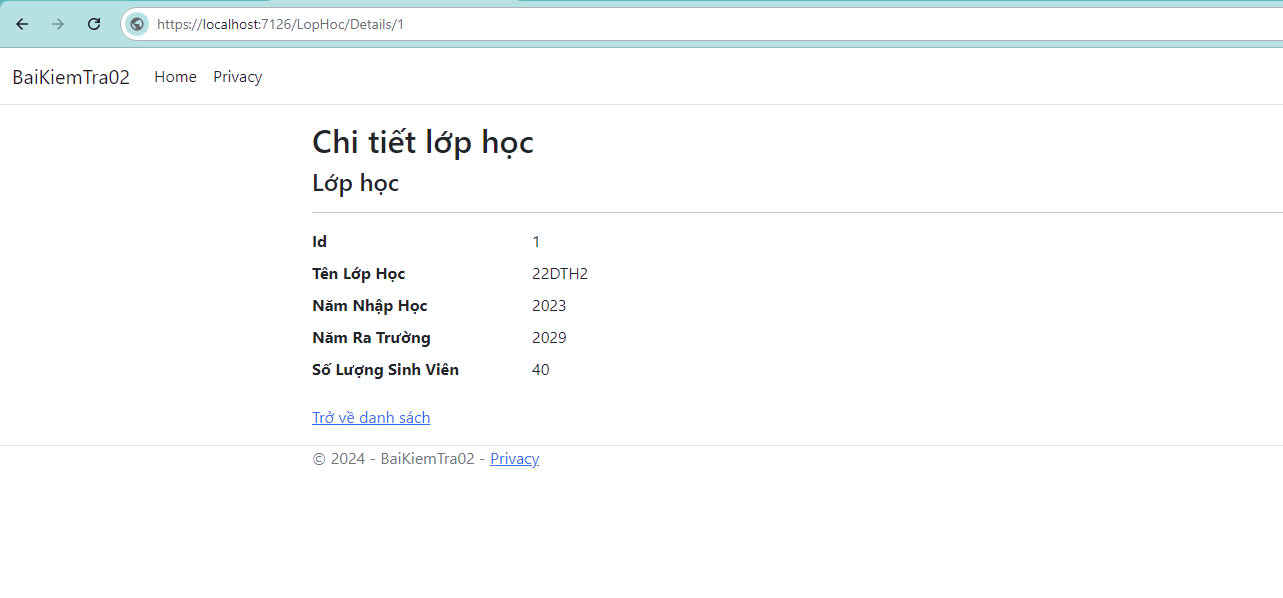 https://localhost:7126/LopHoc/Details/1
BaiKiemTra02 Home Privacy
Chi tiết lớp học
Lớp học
Id 1
Tên Lớp Học 22DTH2
Năm Nhập Học 2023
Năm Ra Trường 2029
Số Lượng Sinh Viên 40
Trở về danh sách
© 2024 - BaiKiemTra02 - Privacy